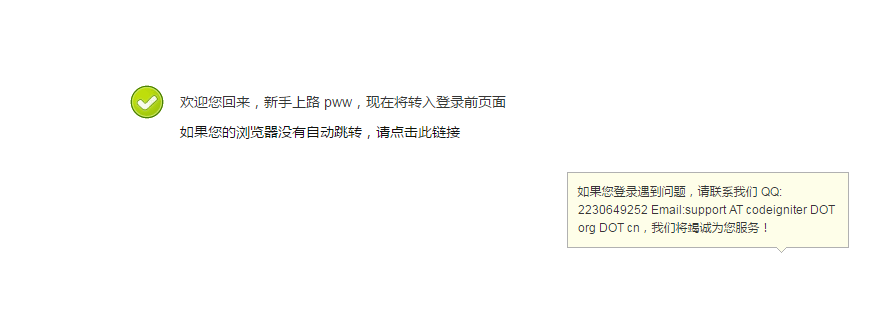 欢迎您回来，新手上路 pww，现在将转入登录前页面
如果您的浏览器没有自动跳转，请点击此链接
如果您登录遇到问题，请联系我们 QQ:
2230649252 Email:support AT codeigniter DOT
org DOT cn，我们将竭诚为您服务！